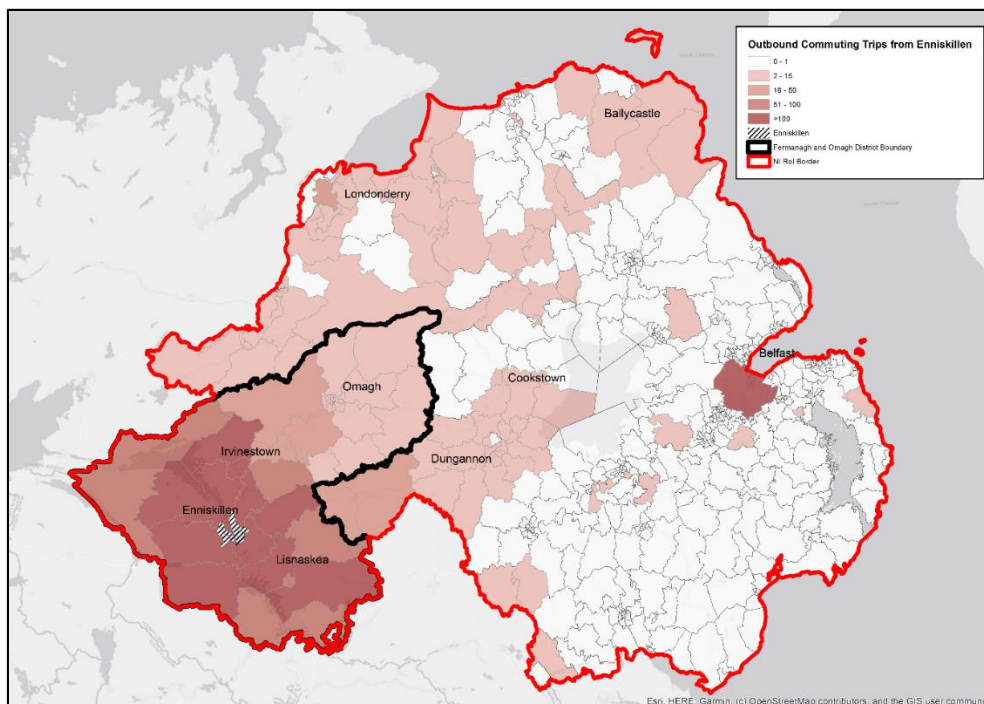 Outbound Commuting Trips from Enniskillen
0 - 1
2 - 15
16 - 50
51 - 100
>100
Enniskillen
Fermanagh and Omagh District Boundary
NI RoI Border
Ballycastle
Londonderry
Belfast
Omagh
Cookstown
Irvinestown
Dungannon
Enniskillen
Lisnaskea
Esri, HERE, Garmin, (c) OpenStreetMap contributors, and the GIS user commun